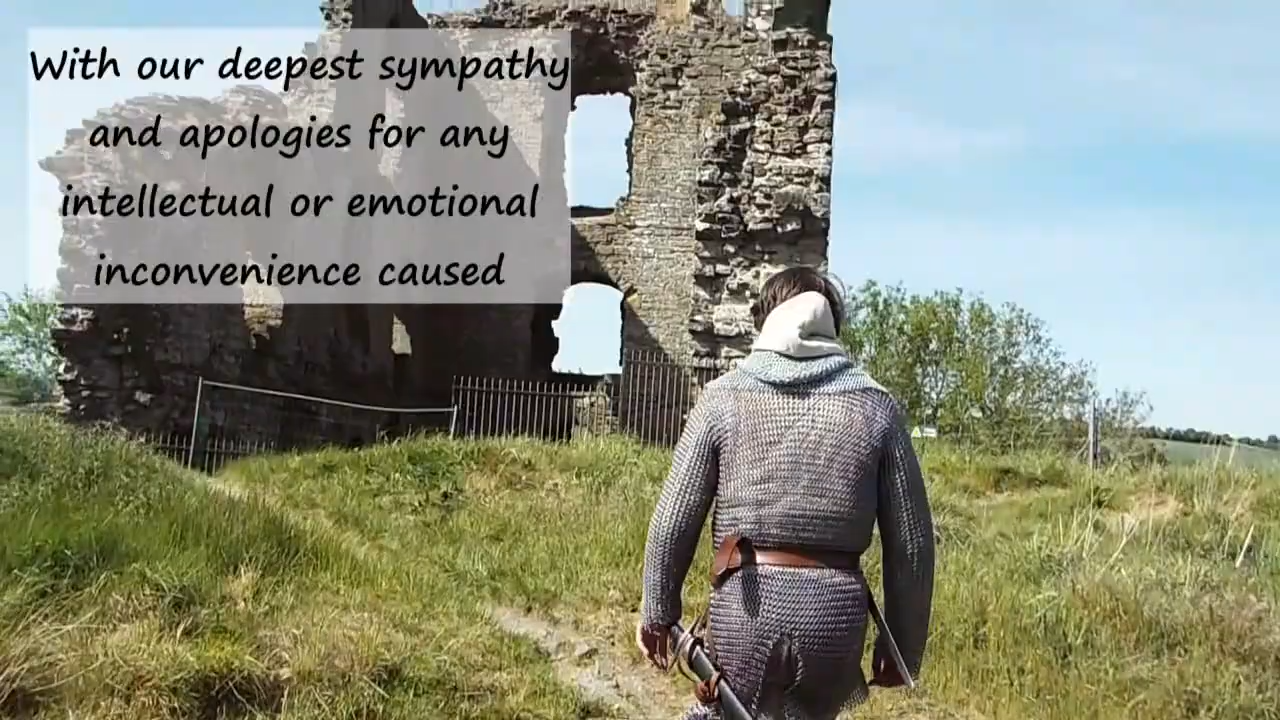 With our deepest sympathy
and apologies for any
intellectual or emotional
inconvenience caused